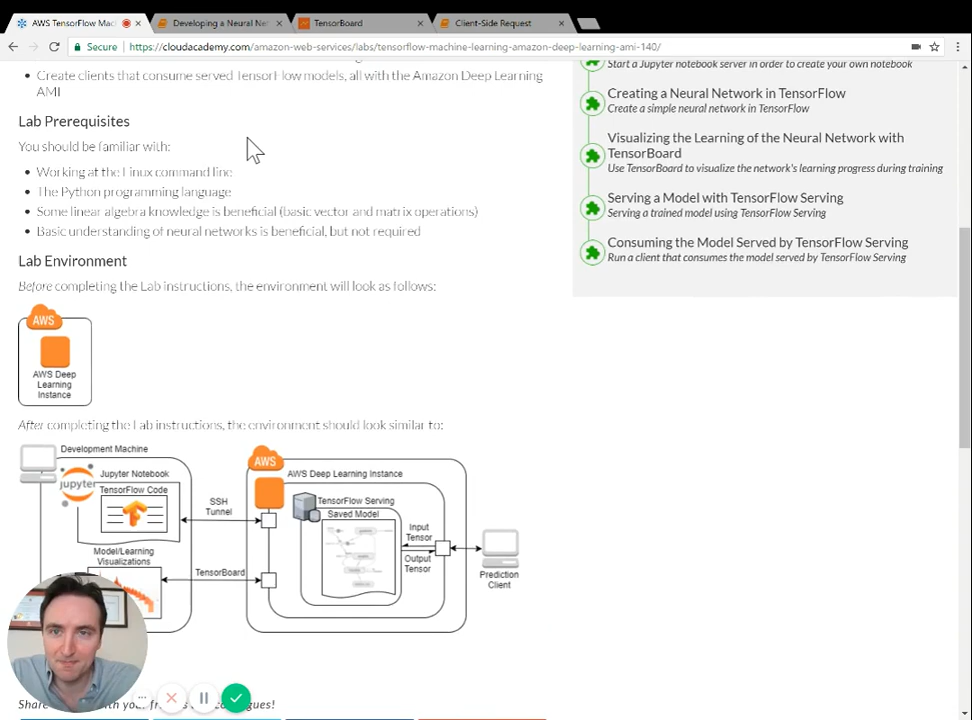 AWS TensorFlow Mac
Developing a Neural Net
TensorBoard
Client-Side Request
Secure
https://cloudacademy.com/amazon-web-services/labs/tensorflow-machine-learning-amazon-deep-learning-ami-140/
Create clients that consume served TensorFlow models, all with the Amazon Deep Learning
AMI
Lab Prerequisites
You should be familiar with:
Working at the Linux command line
The Python programming language
Some linear algebra knowledge is beneficial (basic vector and matrix operations)
Basic understanding of neural networks is beneficial, but not required
Lab Environment
Before completing the Lab instructions, the environment will look as follows:
AWS
AWS Deep
Learning
Instance
After completing the Lab instructions, the environment should look similar to:
Development Machine
Jupyter Notebook
jupyter
TensorFlow Code
Model/Learning
Visualizations
SSH
Tunnel
TensorBoard
AWS
AWS Deep Learning Instance
TensorFlow Serving
Saved Model
Input
Tensor
Output
Tensor
Prediction
Client
Share
h your friends
colleagues!
Start a Jupyter notebook server in order to create your own notebook
Creating a Neural Network in TensorFlow
Create a simple neural network in TensorFlow
Visualizing the Learning of the Neural Network with
TensorBoard
Use TensorBoard to visualize the network's learning progress during training
Serving a Model with TensorFlow Serving
Serving a trained model using TensorFlow Serving
Consuming the Model Served by TensorFlow Serving
Run a client that consumes the model served by TensorFlow Serving